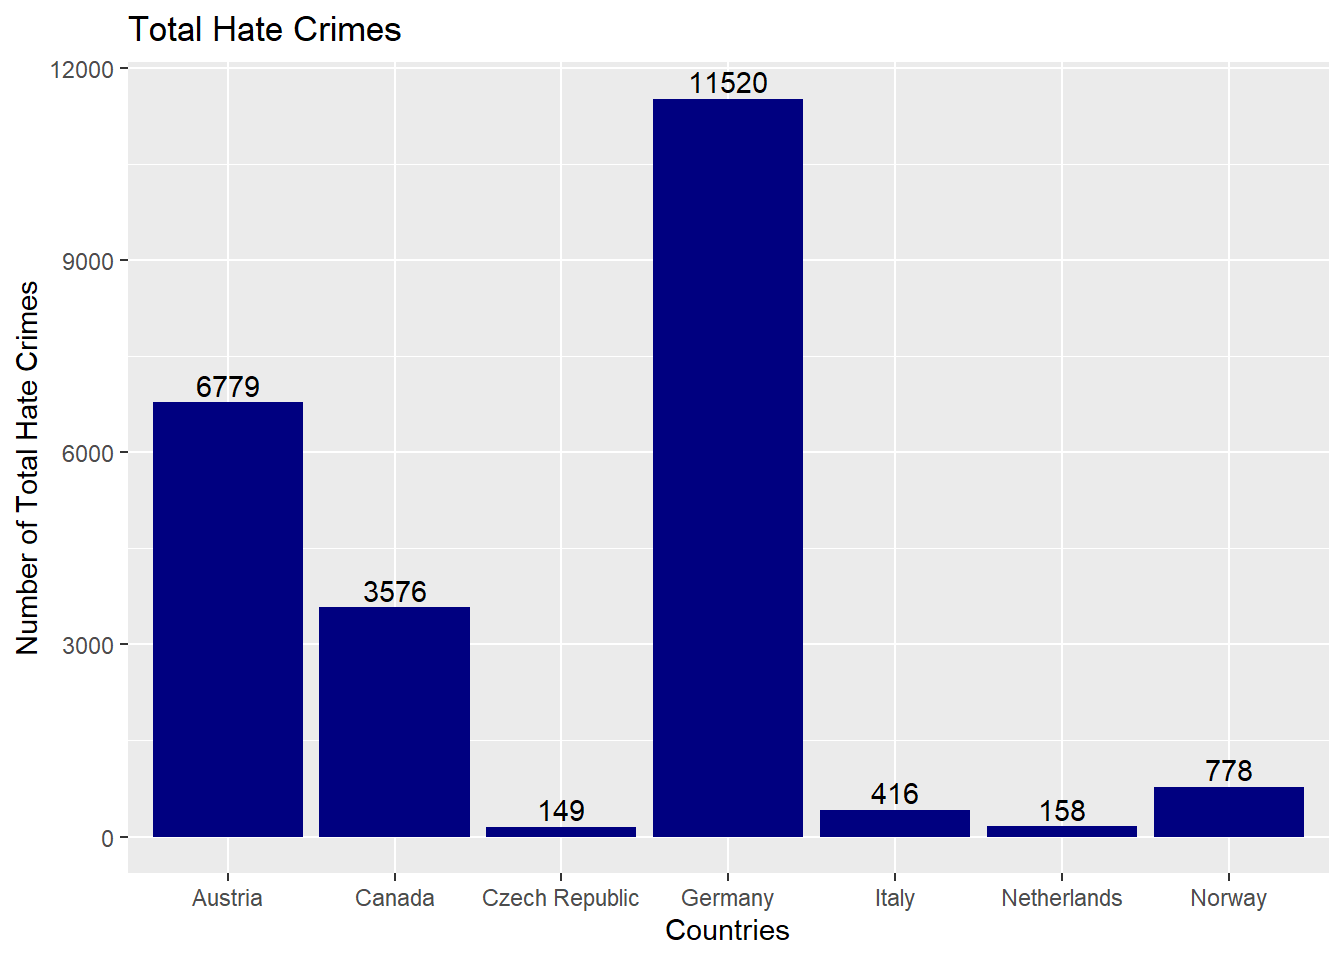 Total Hate Crimes
12000
9000
6000
3000
0
Number of Total Hate Crimes
6779
3576
149
11520
416
158
778
Austria
Canada
Czech Republic
Germany
Italy
Netherlands
Norway
Countries